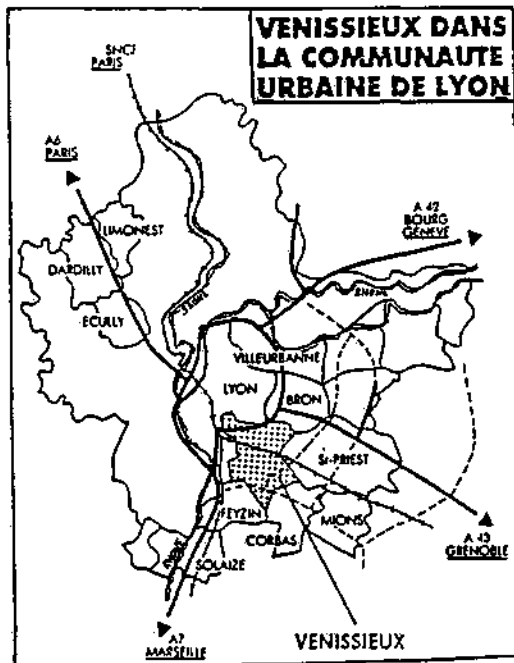 VENISSIEUX DANS
LA COMMUNAUTE
URBAINE DE LYON
SNCF
PARIS
A6
PARIS
A 42
BOURG
GENEVE
LIMONEST
DARDILLY
SAONE
RHONE
ECULLY
VILLEURBANNE
LYON
BRON
St-PRIEST
FEYZIN
MIONS
CORBAS
SOLAIZE
RHONE
A 43
GRENOBLE
A7
MARSEILLE
VENISSIEUX